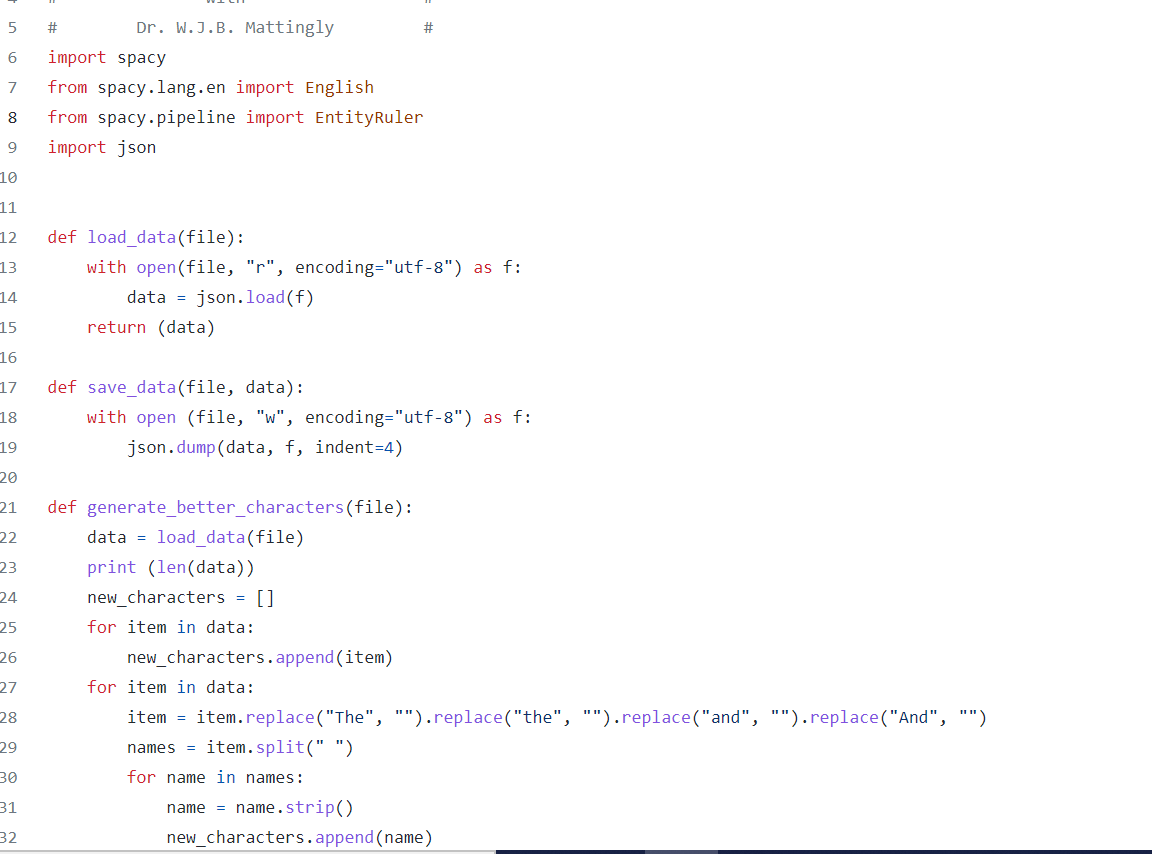 5 # Dr. W.J.B. Mattingly #
6 import spacy
7 from spacy.lang.en import English
8 from spacy.pipeline import EntityRuler
9 import json
10
11
12 def load_data(file):
13     with open(file, "r", encoding="utf-8") as f:
14         data = json.load(f)
15     return (data)
16
17 def save_data(file, data):
18     with open (file, "w", encoding="utf-8") as f:
19         json.dump(data, f, indent=4)
20
21 def generate_better_characters(file):
22     data = load_data(file)
23     print (len(data))
24     new_characters = []
25     for item in data:
26         new_characters.append(item)
27     for item in data:
28         item = item.replace("The", "").replace("the", "").replace("and", "").replace("And", "")
29         names = item.split(" ")
30         for name in names:
31             name = name.strip()
32             new_characters.append(name)